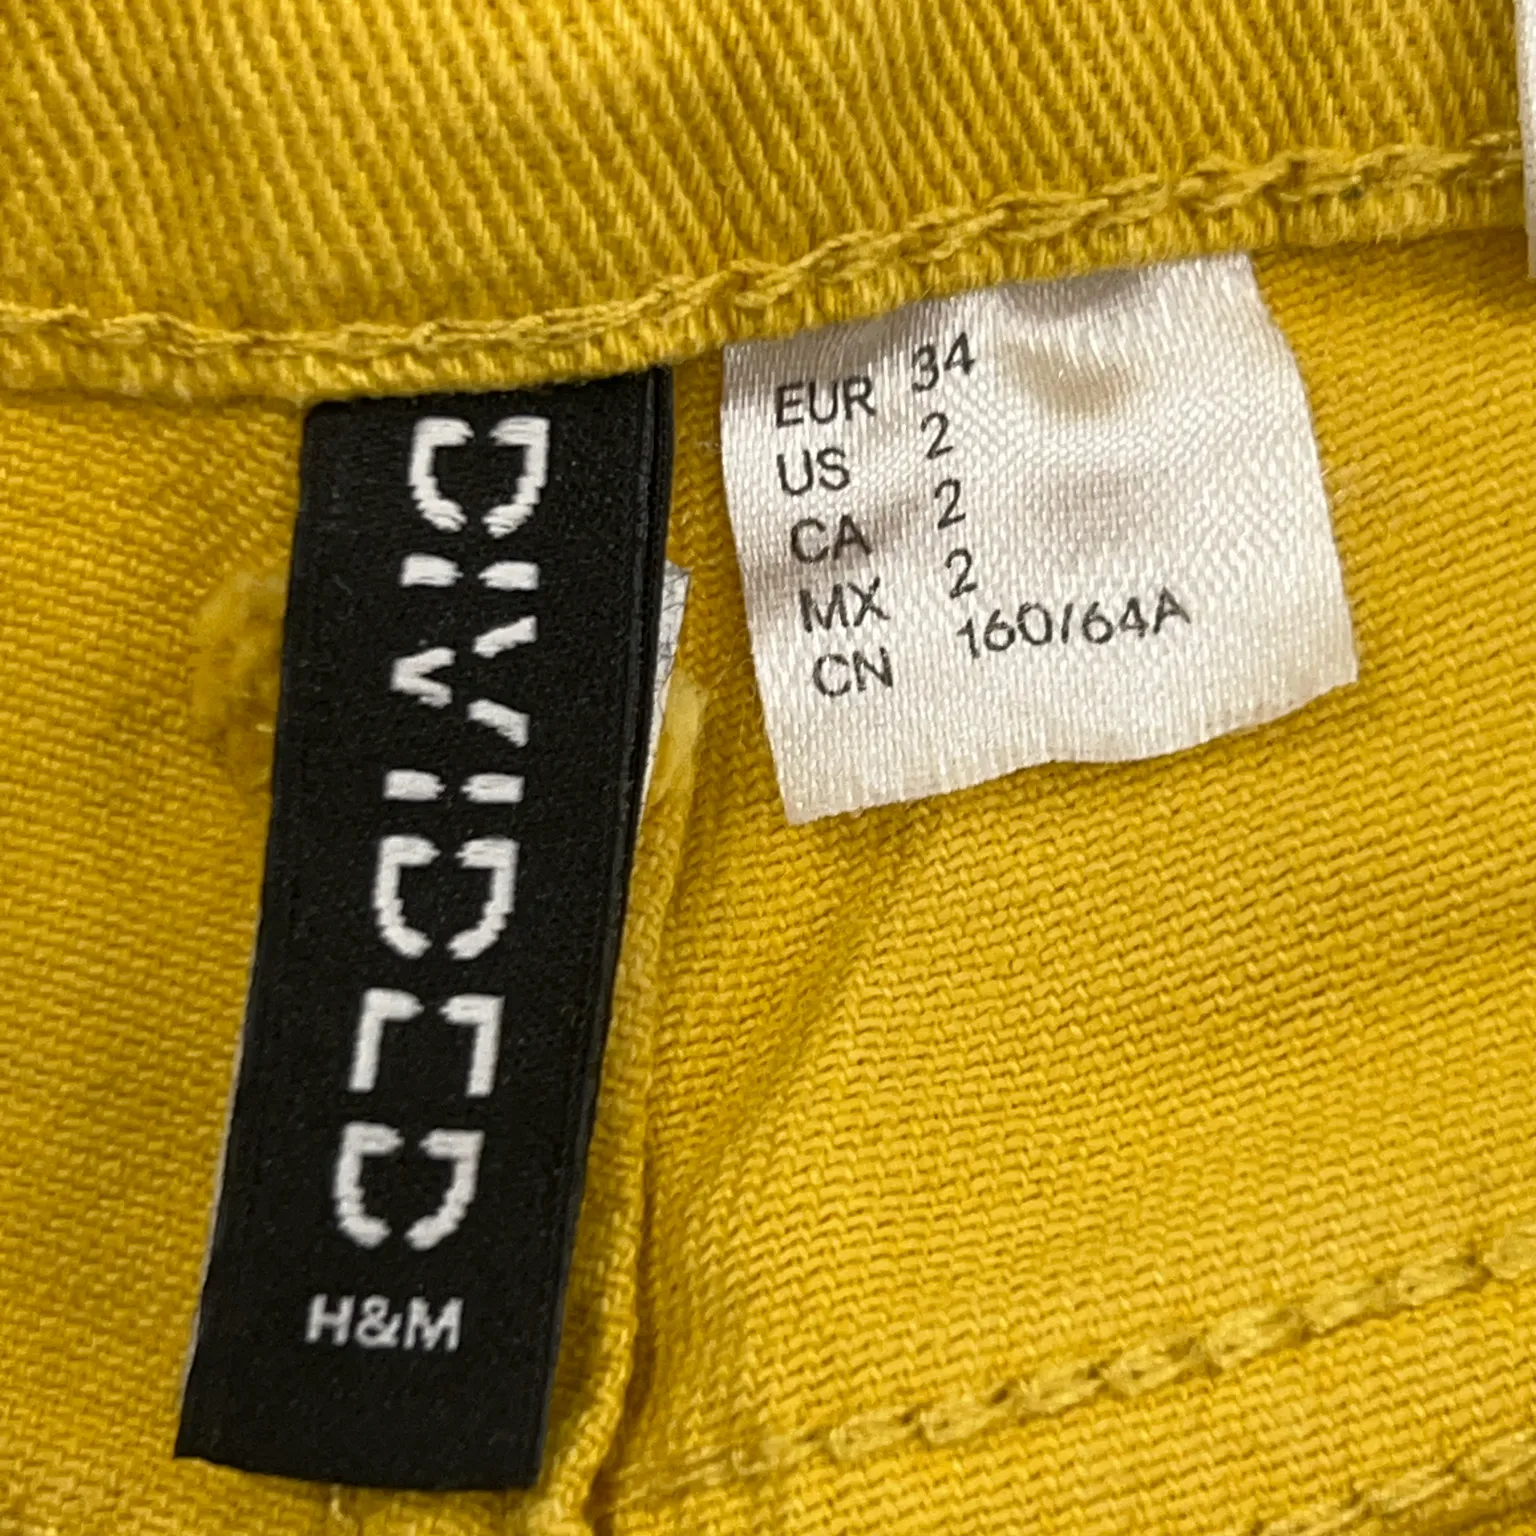 DIVIDED
H&M
EUR 34
US 2
CA 2
MX 2
CN 160/64A